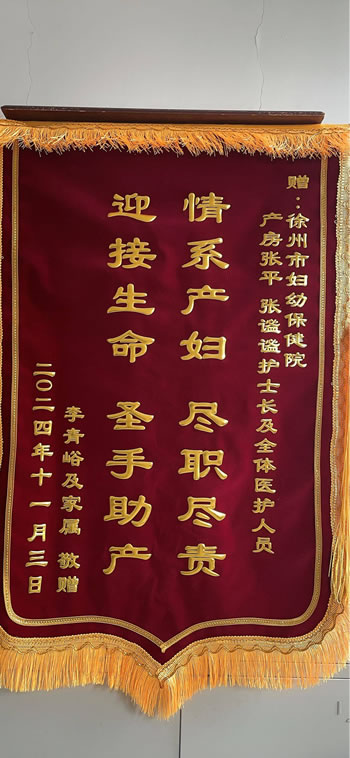 赠：徐州市妇幼保健院
产房张平 张谧谧护士长及全体医护人员
情系产妇 尽职尽责
迎接生命 圣手助产
李青峪及家属 敬赠
二〇二四年十一月三日